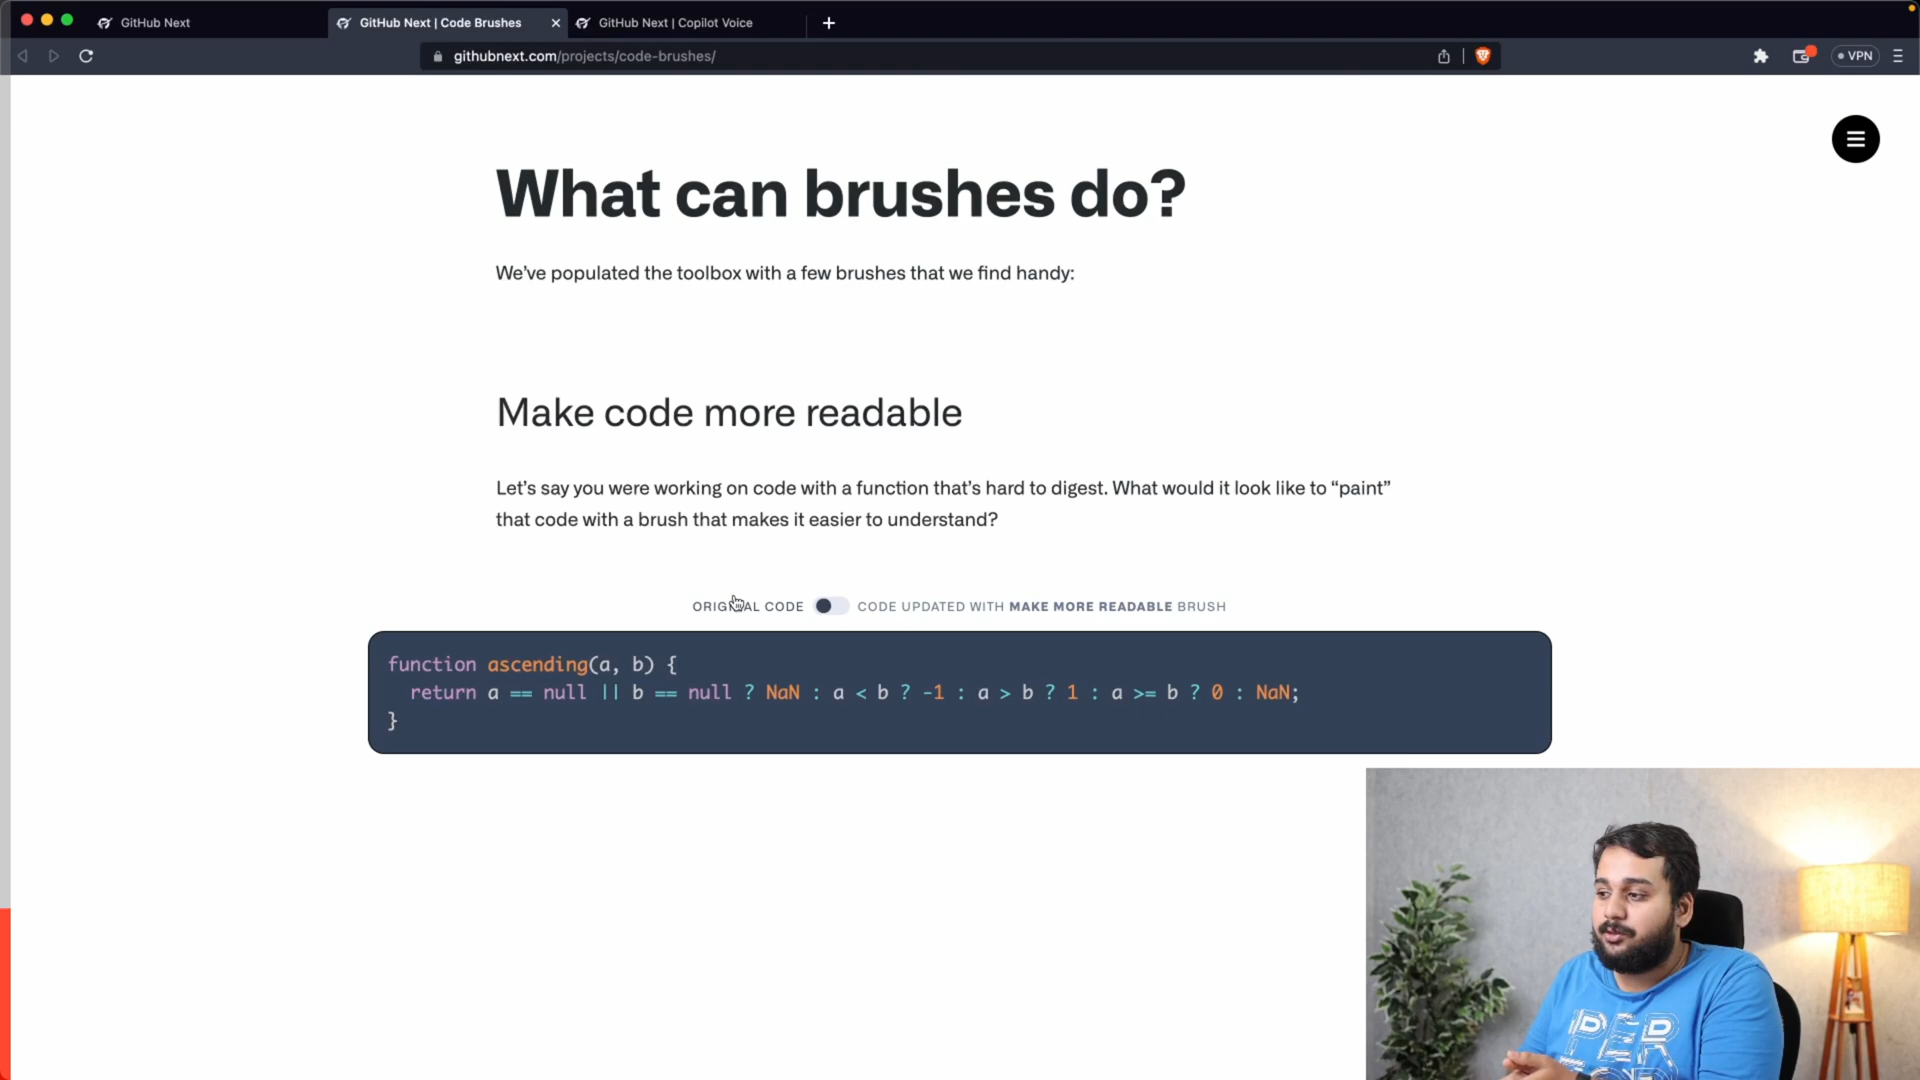 GitHub Next
GitHub Next | Code Brushes
GitHub Next | Copilot Voice
githubnext.com/projects/code-brushes/
VPN
What can brushes do?
We’ve populated the toolbox with a few brushes that we find handy:
Make code more readable
Let’s say you were working on code with a function that’s hard to digest. What would it look like to “paint”
that code with a brush that makes it easier to understand?
ORIGINAL CODE CODE UPDATED WITH MAKE MORE READABLE BRUSH
function ascending(a, b) {
return a == null || b == null ? NaN : a < b ? -1 : a > b ? 1 : a >= b ? 0 : NaN;
}